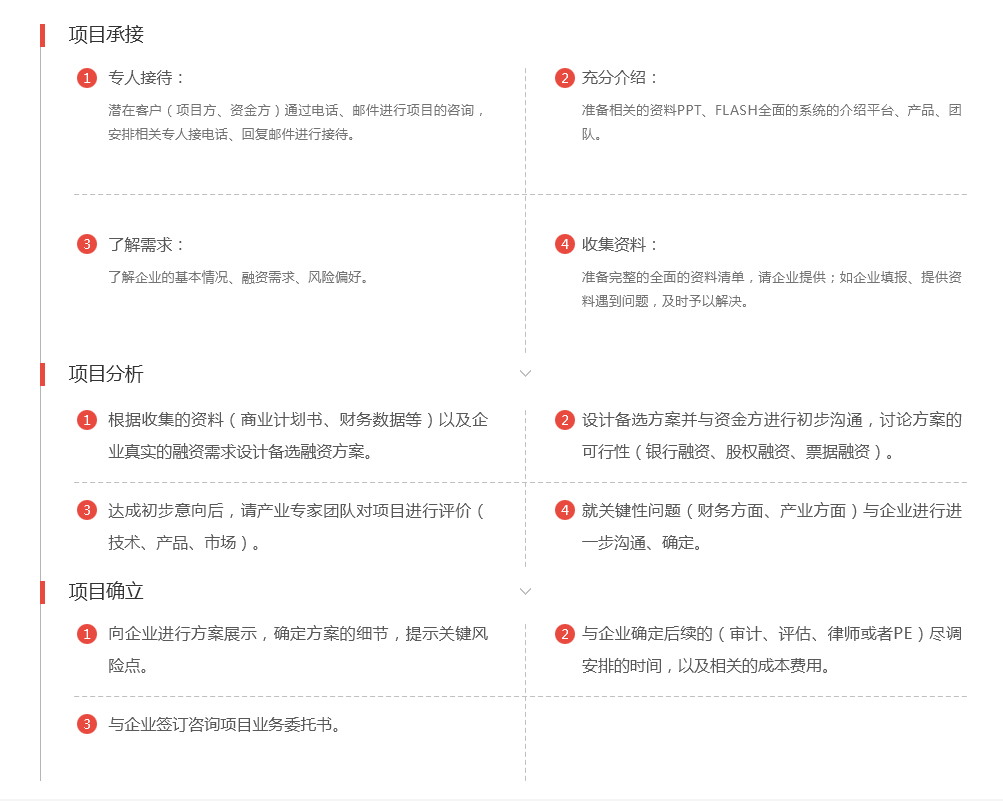 项目承接
1 专人接待：
潜在客户（项目方、资金方）通过电话、邮件进行项目的咨询，
安排相关专人接电话、回复邮件进行接待。
2 充分介绍：
准备相关的资料PPT、FLASH全面的系统的介绍平台、产品、团
队。
3 了解需求：
了解企业的基本情况、融资需求、风险偏好。
4 收集资料：
准备完整的全面的资料清单，请企业提供；如企业填报、提供资
料遇到问题，及时予以解决。
项目分析
1 根据收集的资料（商业计划书、财务数据等）以及企
业真实的融资需求设计备选融资方案。
2 设计备选方案并与资金方进行初步沟通，讨论方案的
可行性（银行融资、股权融资、票据融资）。
3 达成初步意向后，请产业专家团队对项目进行评价（
技术、产品、市场）。
4 就关键性问题（财务方面、产业方面）与企业进行进
一步沟通、确定。
项目确立
1 向企业进行方案展示，确定方案的细节，提示关键风
险点。
2 与企业确定后续的（审计、评估、律师或者PE）尽调
安排的时间，以及相关的成本费用。
3 与企业签订咨询项目业务委托书。